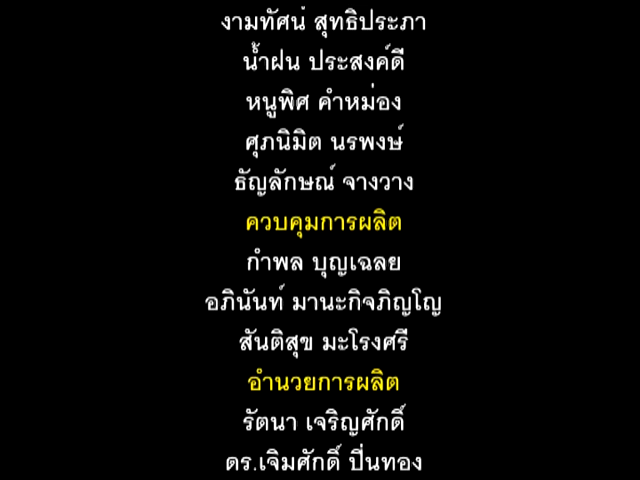 งามทัศน์ สุทธิประภา
น้ำฝน ประสงค์ดี
หนูพิศ คำหม่อง
ศุภนิมิต นรพงษ์
ธัญลักษณ์ จางวาง
ควบคุมการผลิต
กำพล บุญเฉลย
อภินันท์ มานะกิจภิญโญ
สันติสุข มะโรงศรี
อำนวยการผลิต
รัตนา เจริญศักดิ์
ดร.เจิมศักดิ์ ปิ่นทอง